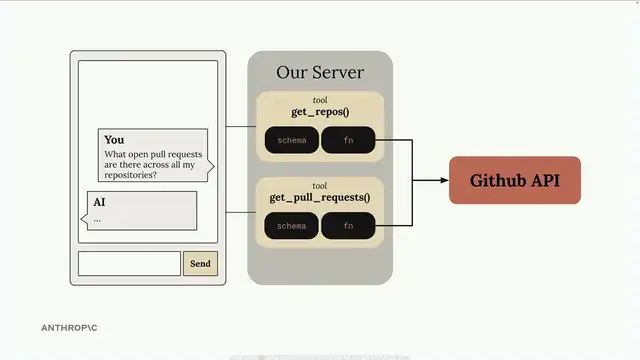 Our Server
tool
get_repos()
schema
fn
You
What open pull requests
are there across all my
repositories?
AI
...
tool
get_pull_requests()
schema
fn
Github API
Send
ANTHROP\C